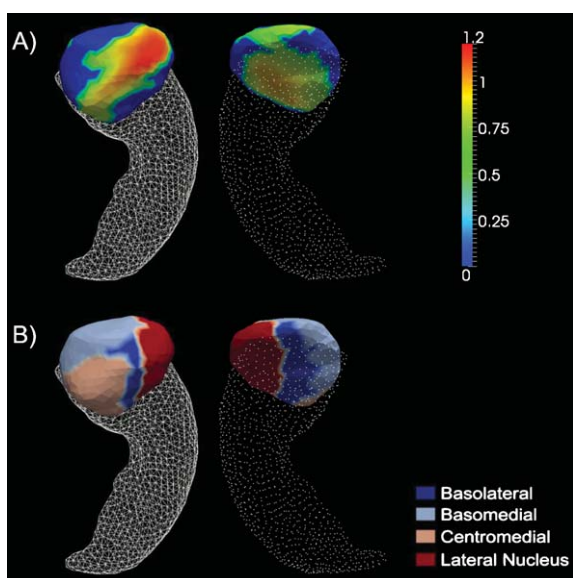 A)
1.2
1
0.75
0.5
0.25
0
B)
Basolateral
Basomedial
Centromedial
Lateral Nucleus